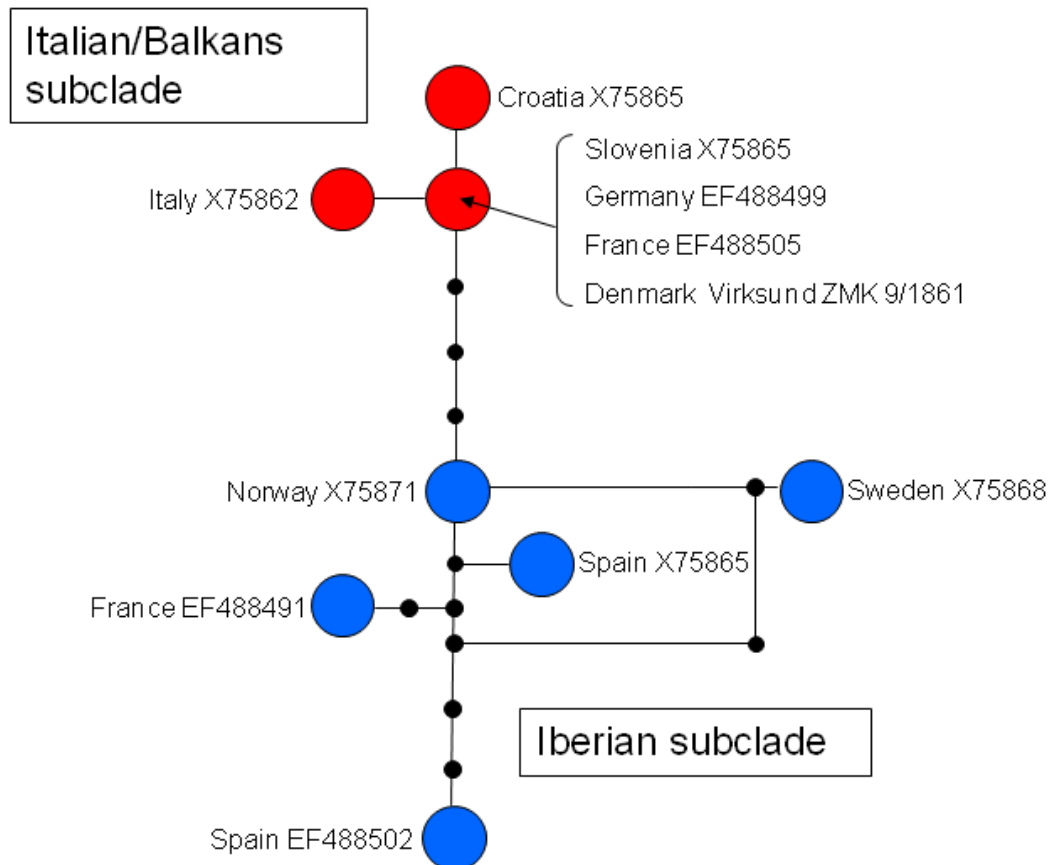 Italian/Balkans
subclade
Croatia X75865
Slovenia X75865
Italy X75862
Germany EF488499
France EF488505
Denmark Virksund ZMK 9/1861
Norway X75871
Sweden X75868
Spain X75865
France EF488491
Iberian subclade
Spain EF488502